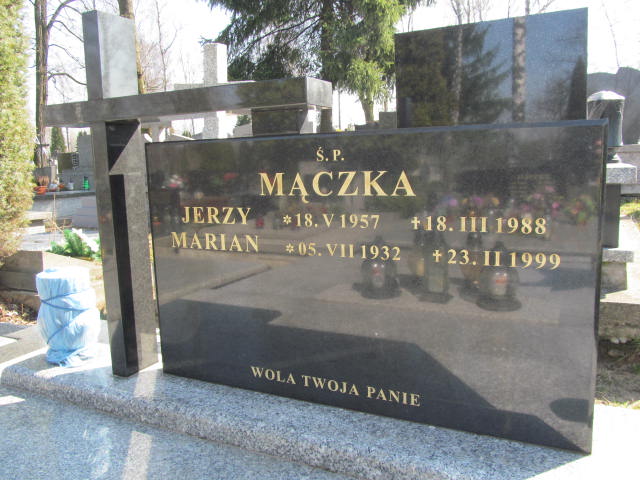 Ś. P.
MĄCZKA
JERZY *18. V 1957 ✝18. III 1988
MARIAN *05. VII 1932 ✝23. II 1999
WOLA TWOJA PANIE